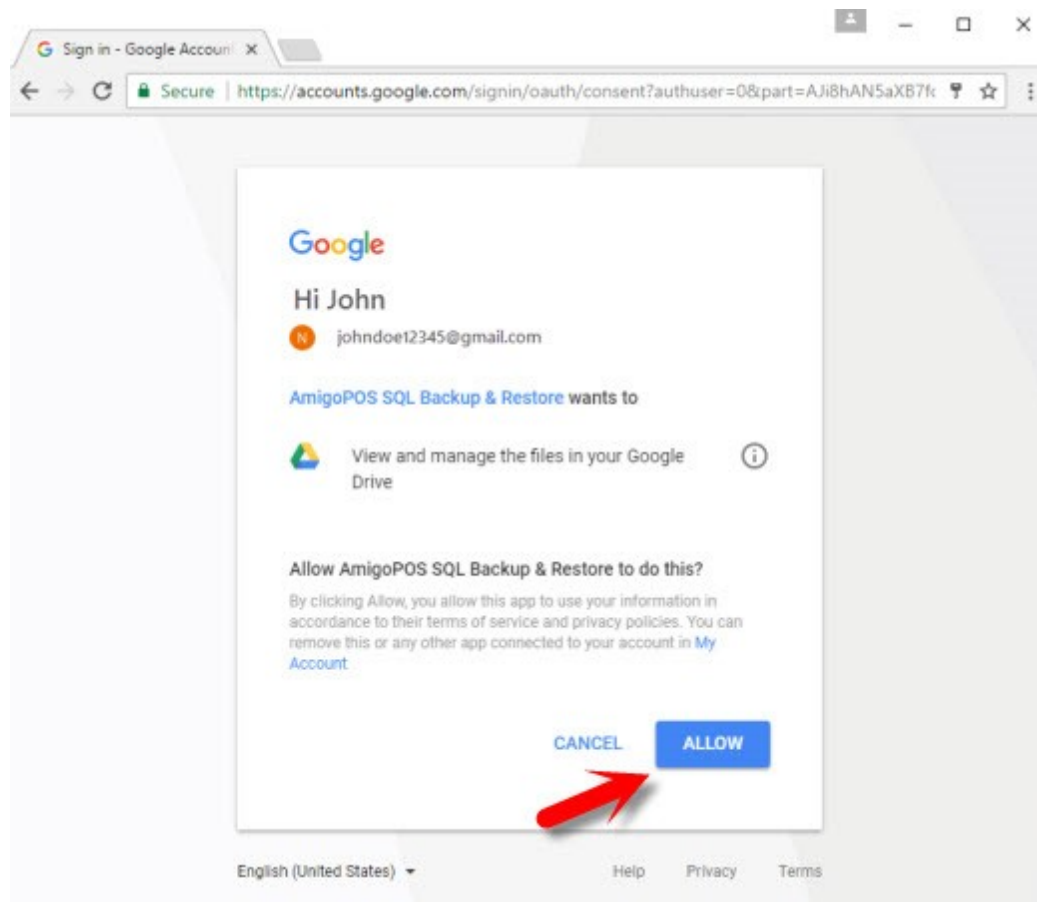 Sign in - Google Accoun
Secure | https://accounts.google.com/signin/oauth/consent?authuser=0&part=AJi8hAN5aXB7fc
Google
Hi John
N johndoe12345@gmail.com
AmigoPOS SQL Backup & Restore wants to
View and manage the files in your Google
Drive
Allow AmigoPOS SQL Backup & Restore to do this?
By clicking Allow, you allow this app to use your information in
accordance to their terms of service and privacy policies. You can
remove this or any other app connected to your account in My
Account
CANCEL ALLOW
English (United States) Help Privacy Terms